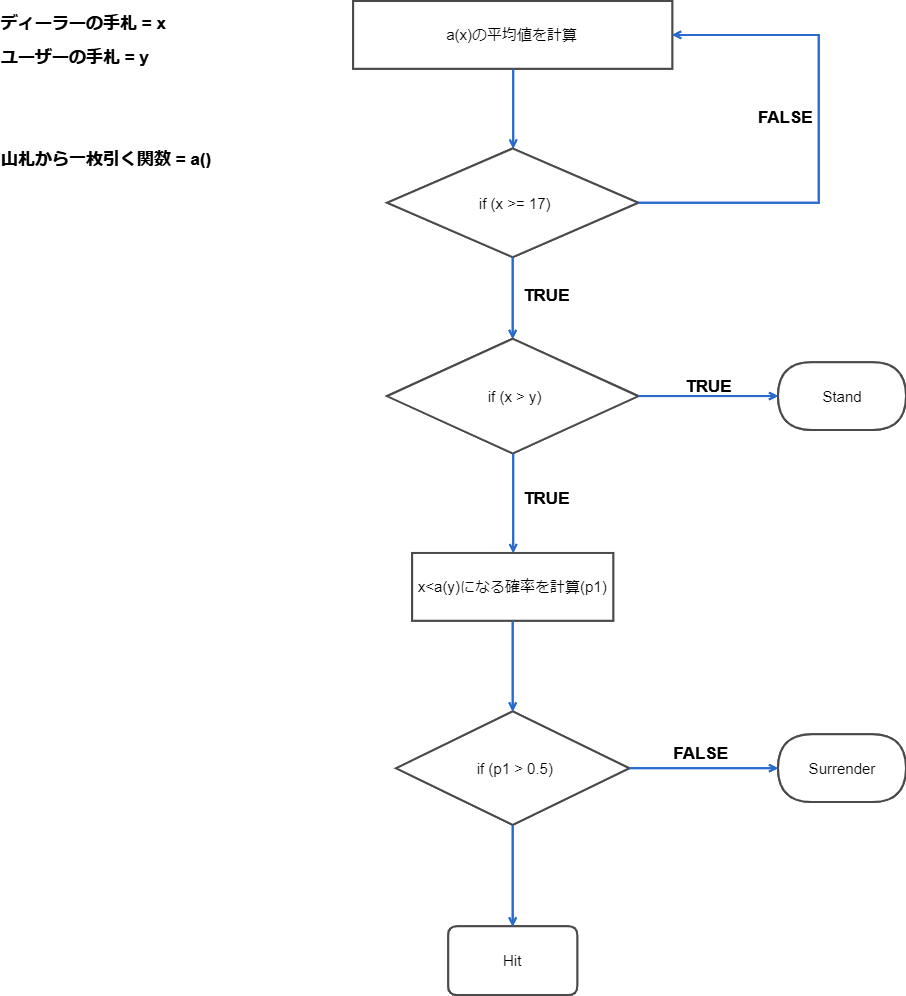 ディーラーの手札 = x
ユーザーの手札 = y
山札から一枚引く関数 = a()
a(x)の平均値を計算
FALSE
if (x >= 17)
TRUE
if (x > y)
TRUE
Stand
TRUE
x<a(y)になる確率を計算(p1)
if (p1 > 0.5)
FALSE
Surrender
Hit